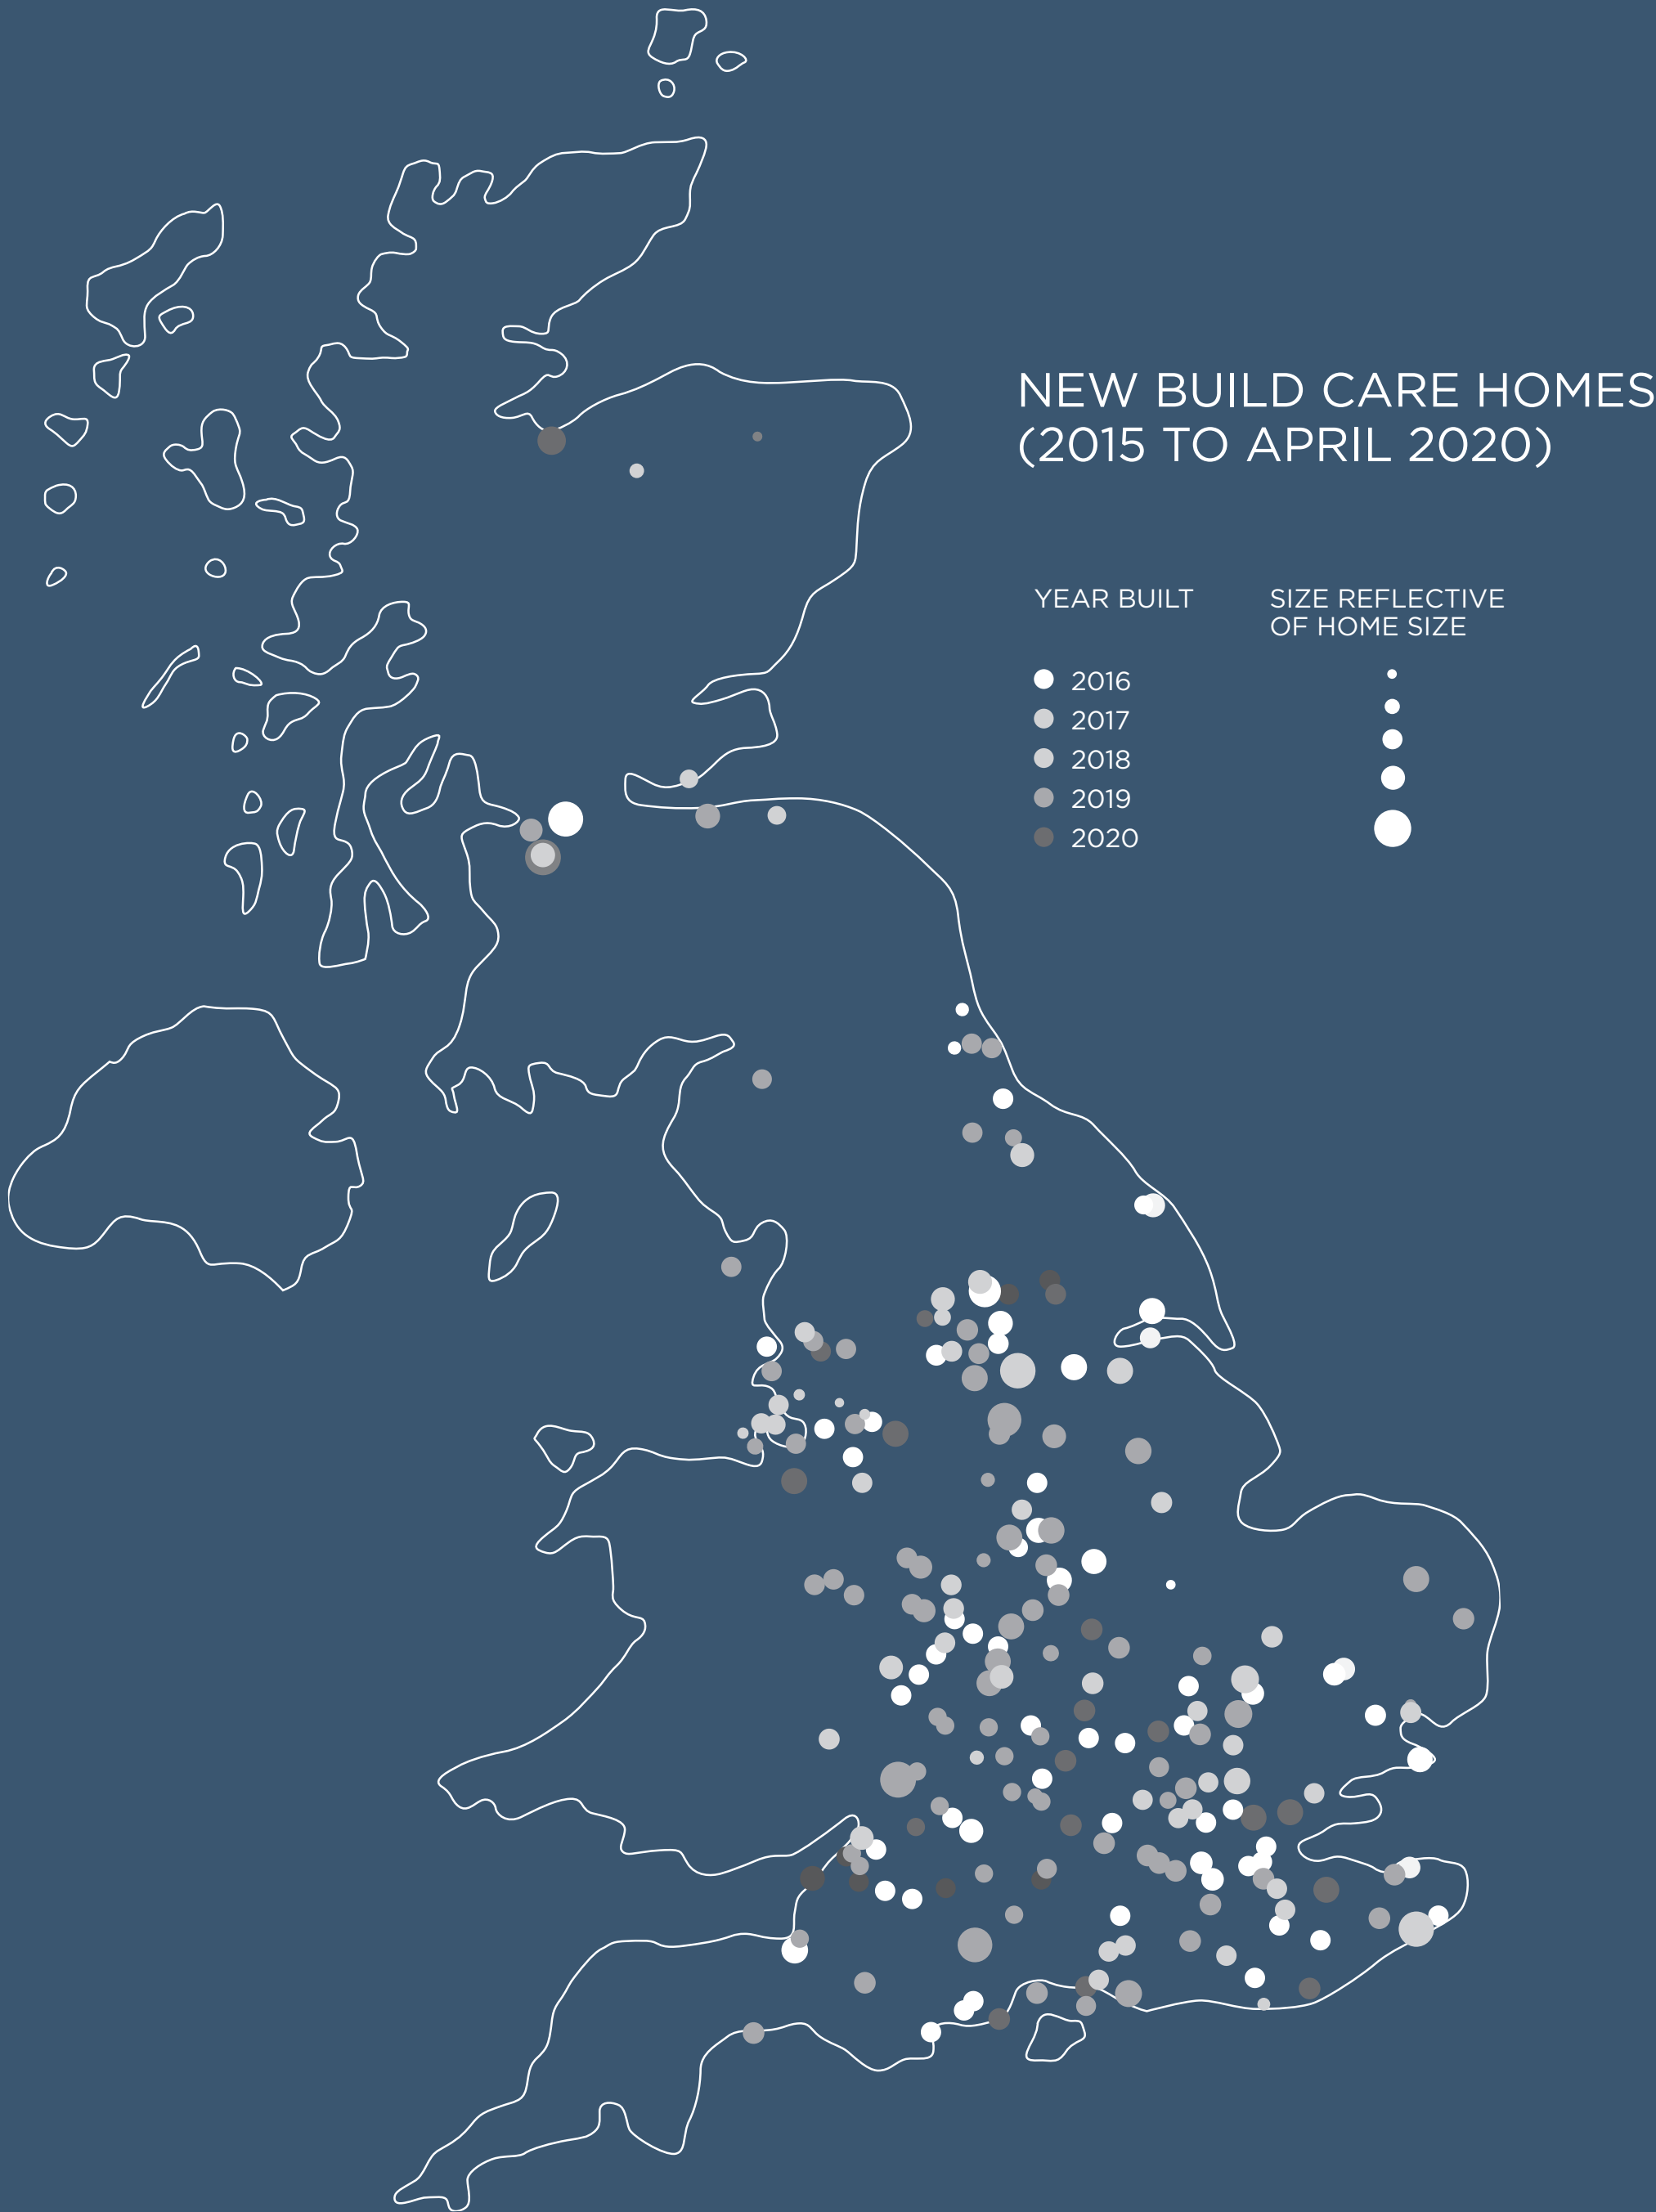 NEW BUILD CARE HOMES
(2015 TO APRIL 2020)
YEAR BUILT
2016
2017
2018
2019
2020
SIZE REFLECTIVE
OF HOME SIZE